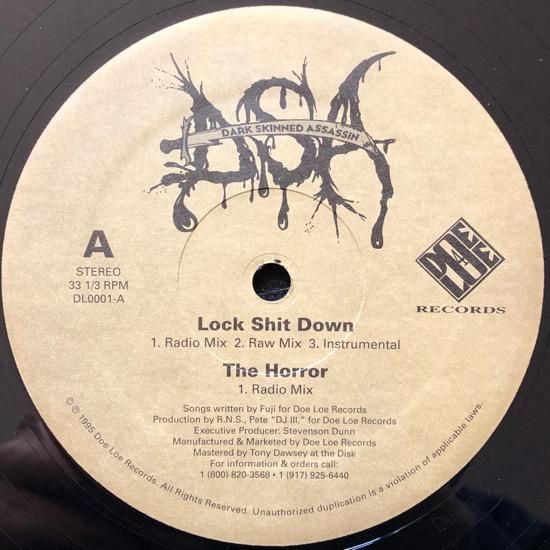 DSA
DARK SKINNED ASSASSIN
A
STEREO
33 1/3 RPM
DL0001-A
DOE LOE
RECORDS
Lock Shit Down
1. Radio Mix 2. Raw Mix 3. Instrumental
The Horror
1. Radio Mix
Songs written by Fuji for Doe Loe Records
Production by R.N.S., Pete "DJ III," for Doe Loe Records
Executive Producer: Stevenson Dunn
Manufactured & Marketed by Doe Loe Records
Mastered by Tony Dawsey at the Disk
For information & orders call:
1 (800) 820-3568 • 1 (917) 925-6440
© ℗ 1995 Doe Loe Records. All Rights Reserved. Unauthorized duplication is a violation of applicable laws.